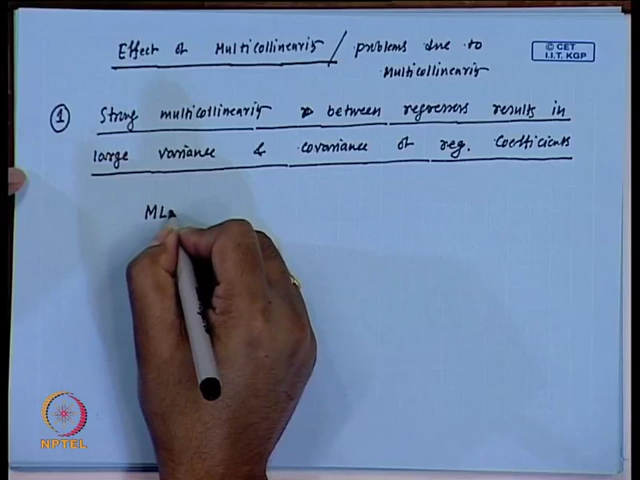 Effect of Multicollinearity / problems due to
Multicollinearity
© CET
I.I.T. KGP
1 Strong multicollinearity between regressors results in
large variance & covariance of reg. coefficients
ML
NPTEL